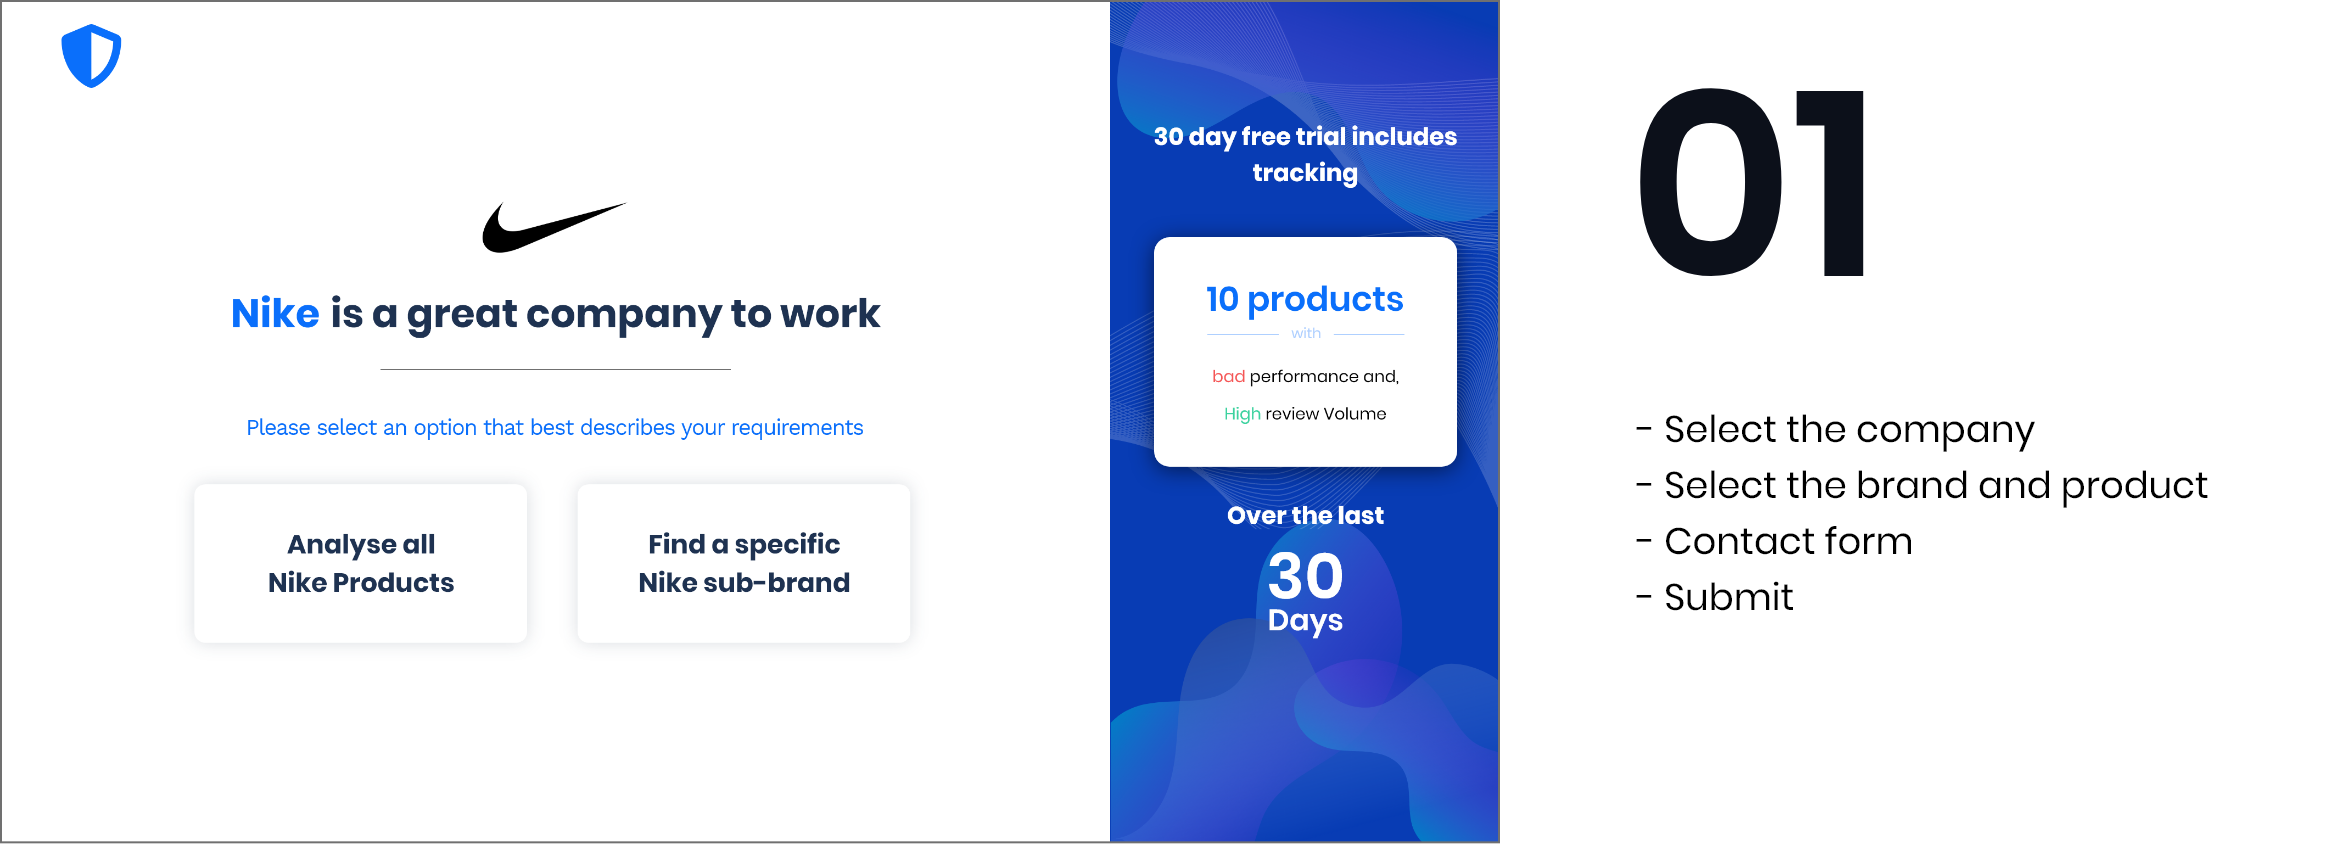 Nike is a great company to work
Please select an option that best describes your requirements
Analyse all
Nike Products
Find a specific
Nike sub-brand
30 day free trial includes
tracking
10 products
with
bad performance and,
High review Volume
Over the last
30
Days
01
- Select the company
- Select the brand and product
- Contact form
- Submit